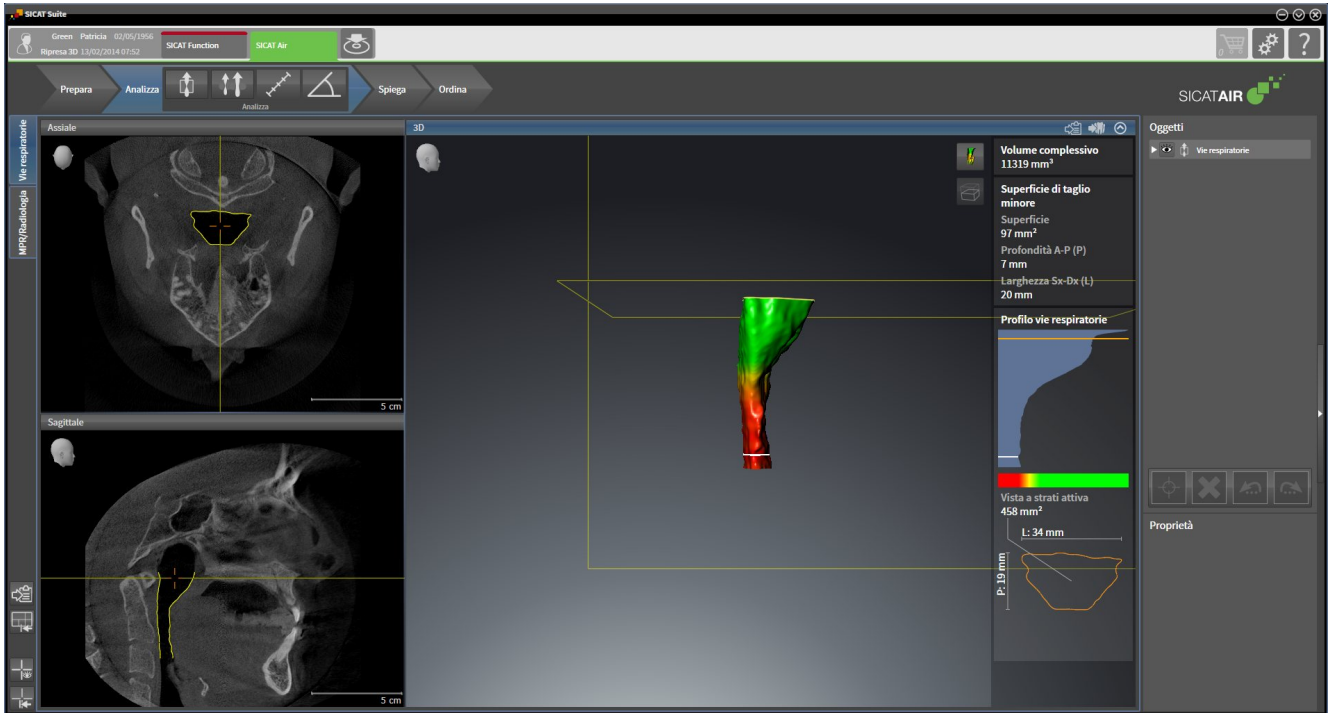 SICAT Suite
Green Patricia 02/05/1956
Ripresa 3D 13/02/2014 07:52
SICAT Function
SICAT Air
0
?
Prepara
Analizza
Analizza
Spiega
Ordina
SICATAIR
Vie respiratorie
MPR/Radiologia
Assiale
5 cm
Sagittale
5 cm
3D
Volume complessivo
11319 mm³
Superficie di taglio
minore
Superficie
97 mm²
Profondità A-P (P)
7 mm
Larghezza Sx-Dx (L)
20 mm
Profilo vie respiratorie
Vista a strati attiva
458 mm²
L: 34 mm
P: 19 mm
Oggetti
Vie respiratorie
Proprietà